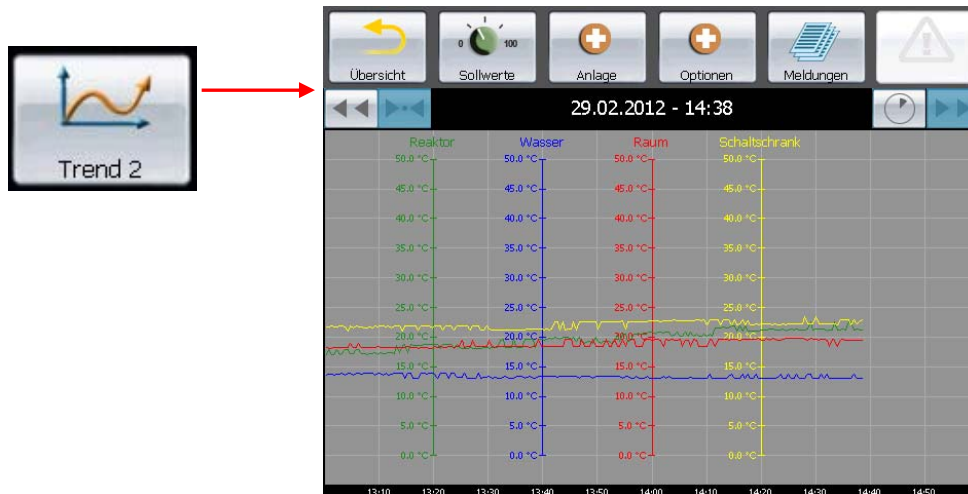 Trend 2
0 100
Übersicht Sollwerte Anlage Optionen Meldungen
29.02.2012 - 14:38
Reaktor Wasser Raum Schaltschrank
50.0 °C 50.0 °C 50.0 °C 50.0 °C
45.0 °C 45.0 °C 45.0 °C 45.0 °C
40.0 °C 40.0 °C 40.0 °C 40.0 °C
35.0 °C 35.0 °C 35.0 °C 35.0 °C
30.0 °C 30.0 °C 30.0 °C 30.0 °C
25.0 °C 25.0 °C 25.0 °C 25.0 °C
20.0 °C 20.0 °C 20.0 °C 20.0 °C
15.0 °C 15.0 °C 15.0 °C 15.0 °C
10.0 °C 10.0 °C 10.0 °C 10.0 °C
5.0 °C 5.0 °C 5.0 °C 5.0 °C
0.0 °C 0.0 °C 0.0 °C 0.0 °C
13:10 13:20 13:30 13:40 13:50 14:00 14:10 14:20 14:30 14:40 14:50